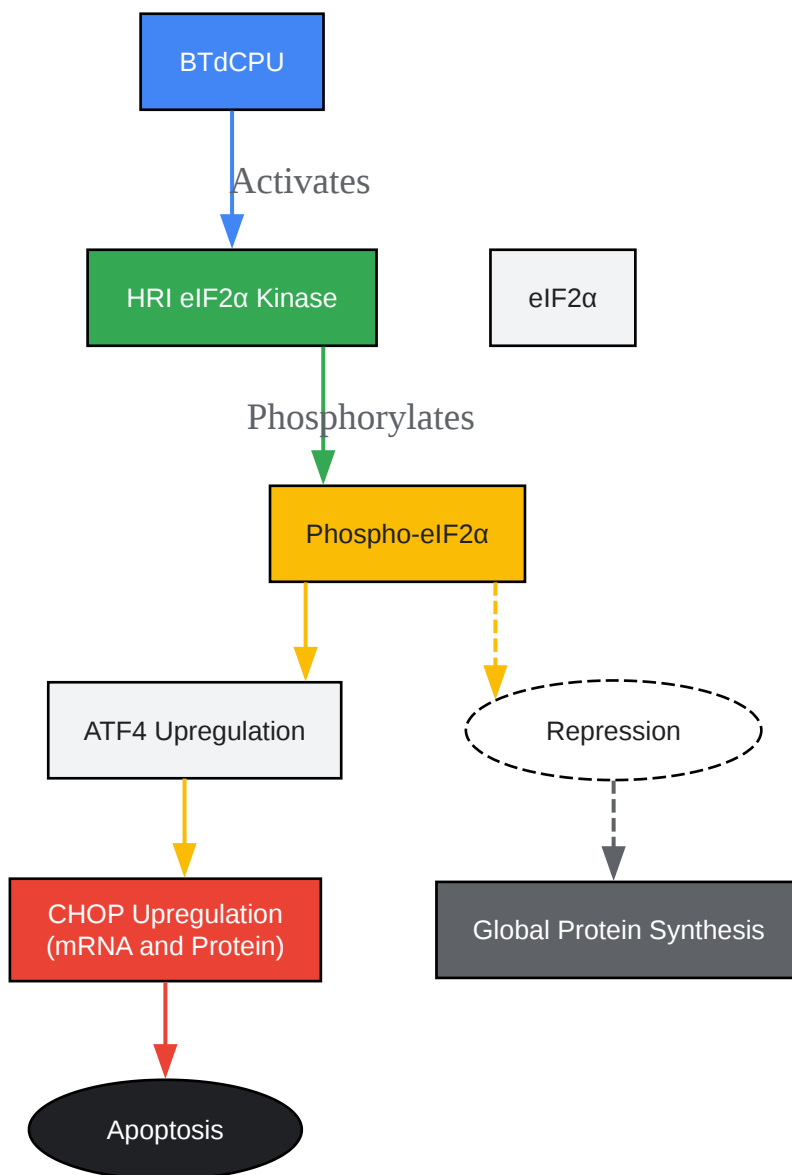 BTdCPU
Activates
HRI eIF2α Kinase
eIF2α
Phosphorylates
Phospho-eIF2α
ATF4 Upregulation
Repression
CHOP Upregulation
(mRNA and Protein)
Global Protein Synthesis
Apoptosis